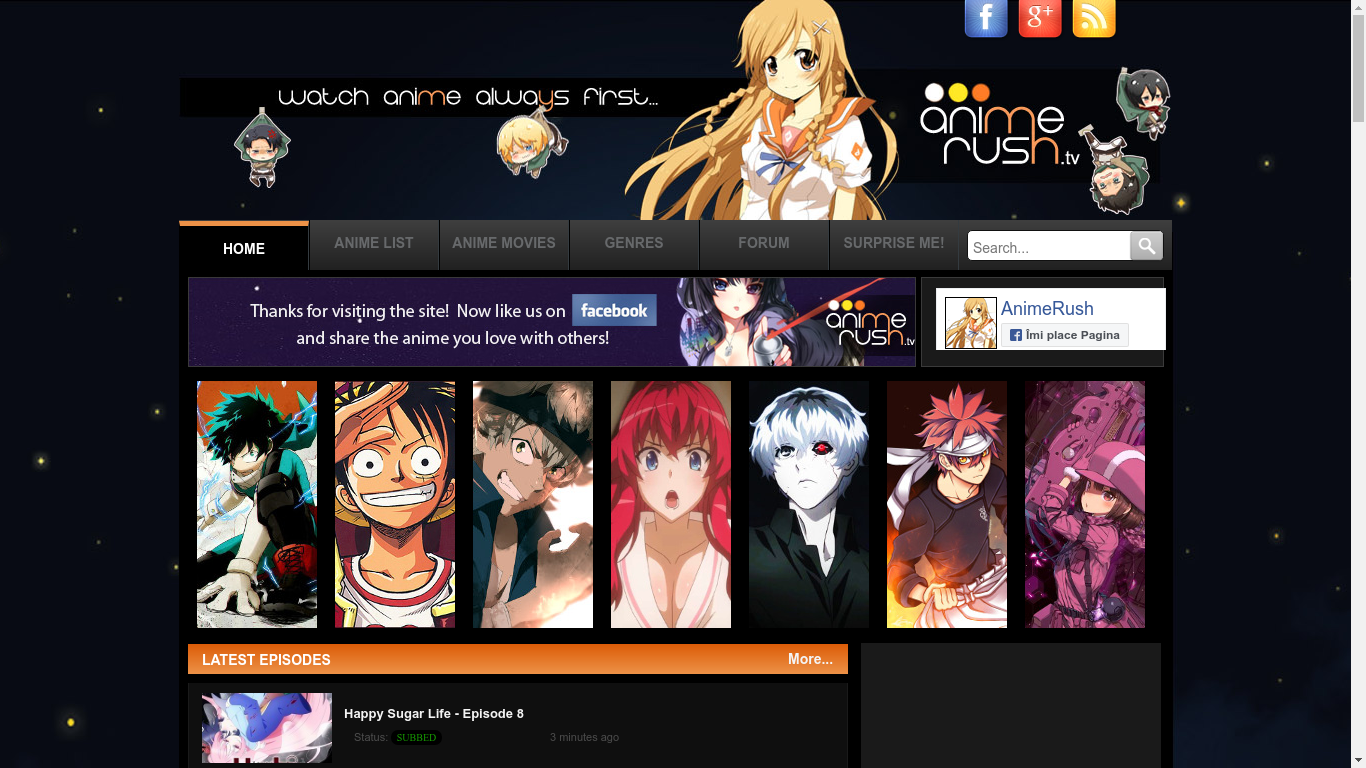 f
g+
watch anime always first...
anime
rush.tv
HOME
ANIME LIST
ANIME MOVIES
GENRES
FORUM
SURPRISE ME!
Search...
Thanks for visiting the site! Now like us on facebook
and share the anime you love with others!
anime
rush.tv
AnimeRush
Îmi place Pagina
LATEST EPISODES
More...
Happy Sugar Life - Episode 8
Status: SUBBED
3 minutes ago